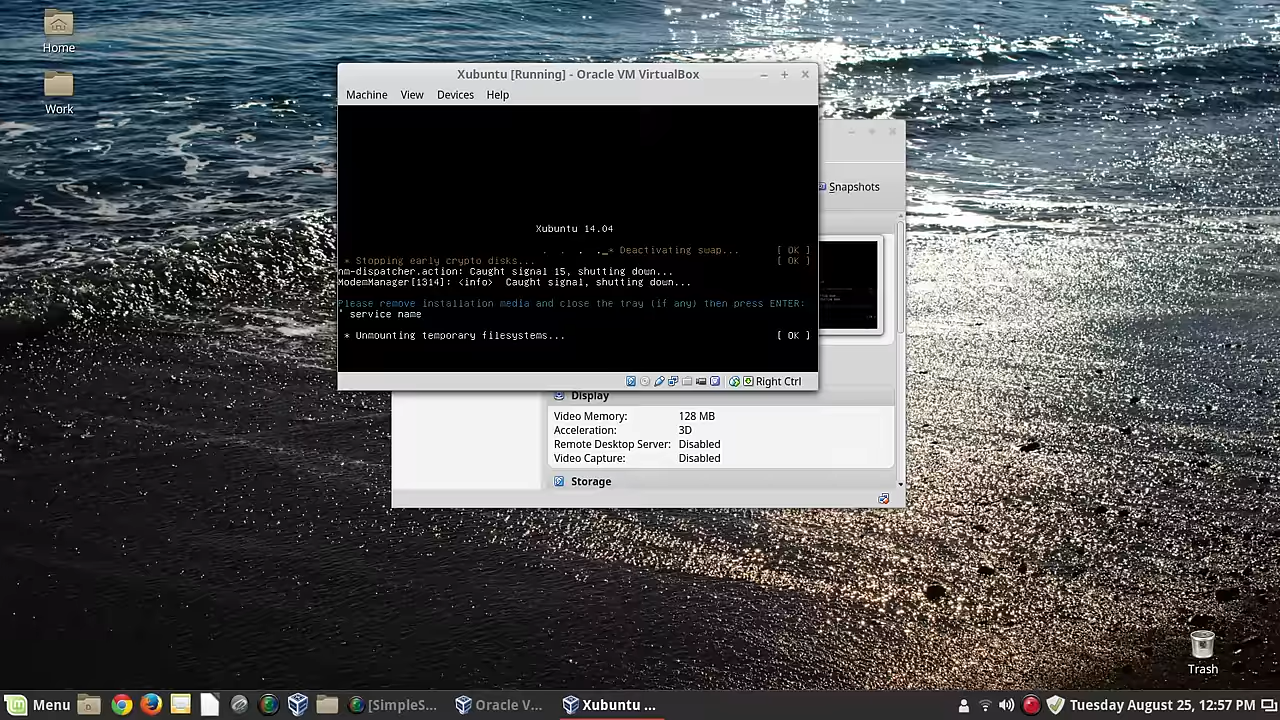 Home
Work
Xubuntu [Running] - Oracle VM VirtualBox
Machine View Devices Help
Snapshots
Xubuntu 14.04
. . . ._* Deactivating swap... [ OK ]
* Stopping early crypto disks... [ OK ]
nm-dispatcher.action: Caught signal 15, shutting down...
ModemManager[1314]: <info> Caught signal, shutting down...
Please remove installation media and close the tray (if any) then press ENTER:
' service name
* Unmounting temporary filesystems... [ OK ]
Right Ctrl
Display
Video Memory: 128 MB
Acceleration: 3D
Remote Desktop Server: Disabled
Video Capture: Disabled
Storage
Trash
Menu [SimpleS... Oracle V... Xubuntu ... Tuesday August 25, 12:57 PM